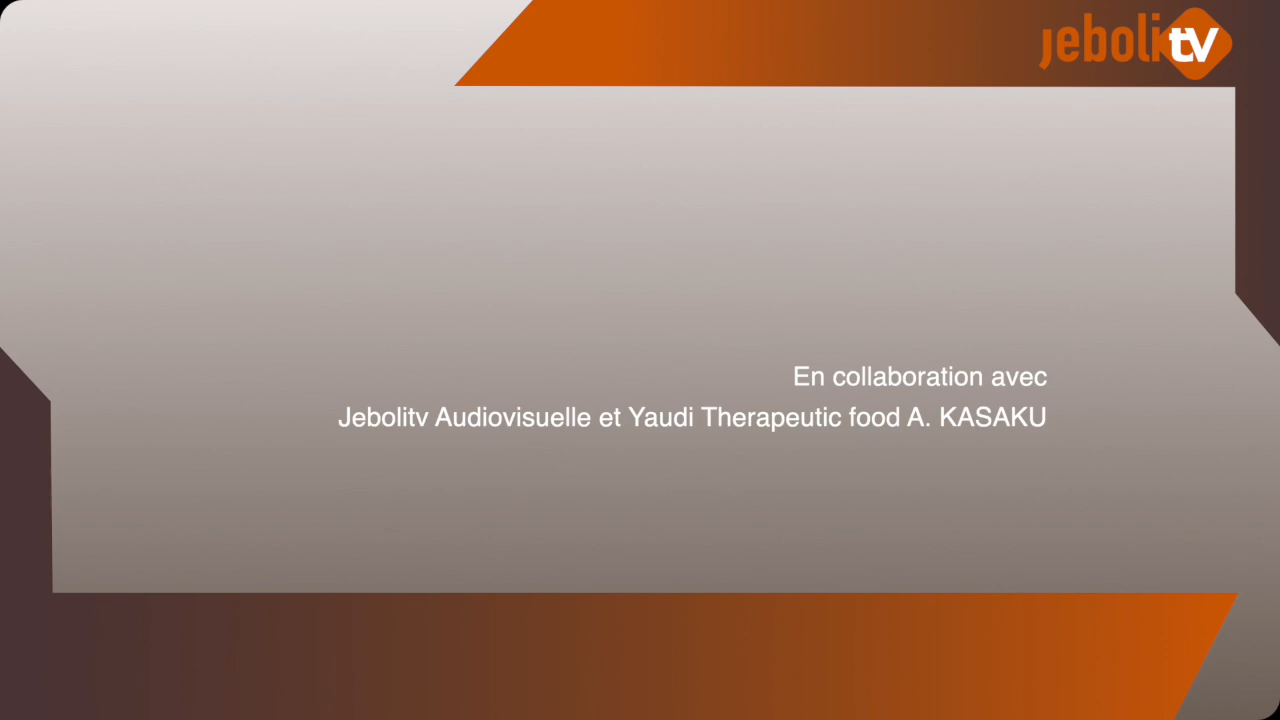 jebolitv
En collaboration avec
Jebolitv Audiovisuelle et Yaudi Therapeutic food A. KASAKU